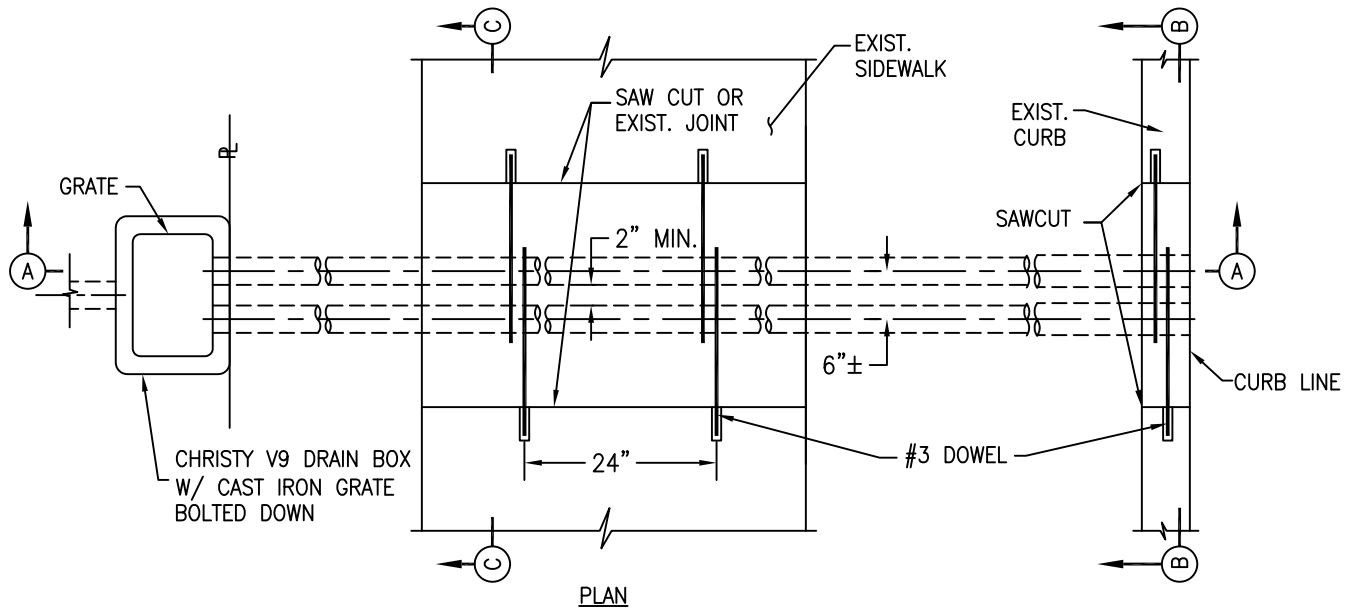 C
B
EXIST.
SIDEWALK
SAW CUT OR
EXIST. JOINT
EXIST.
CURB
PL
GRATE
SAWCUT
2” MIN.
A
A
6”±
CURB LINE
CHRISTY V9 DRAIN BOX
W/ CAST IRON GRATE
BOLTED DOWN
24”
#3 DOWEL
C
B
PLAN